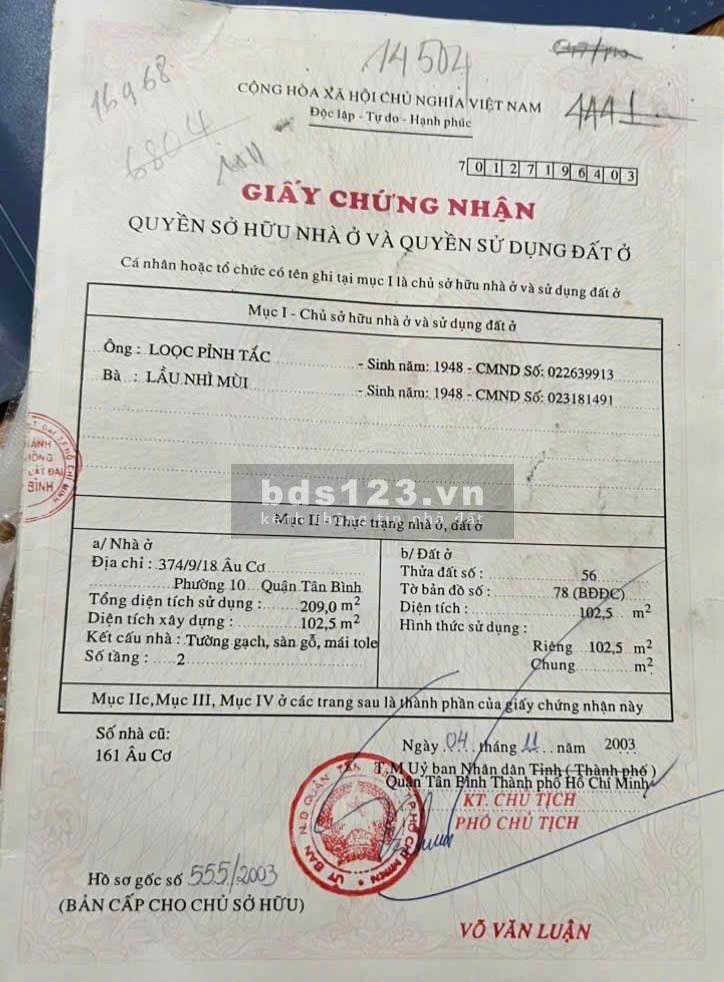 14504
15968
6804
CỘNG HÒA XÃ HỘI CHỦ NGHĨA VIỆT NAM
Độc lập - Tự do - Hạnh phúc
7 0 1 2 7 1 9 6 4 0 3
GIẤY CHỨNG NHẬN
QUYỀN SỞ HỮU NHÀ Ở VÀ QUYỀN SỬ DỤNG ĐẤT Ở
Cá nhân hoặc tổ chức có tên ghi tại mục I là chủ sở hữu nhà ở và sử dụng đất ở
Mục I - Chủ sở hữu nhà ở và sử dụng đất ở
Ông : LOỌC PỈNH TẮC - Sinh năm: 1948 - CMND Số: 022639913
Bà : LẦU NHÌ MÙI - Sinh năm: 1948 - CMND Số: 023181491
bds123.vn
kênh thông tin nhà đất
Mục II - Thực trạng nhà ở, đất ở
a/ Nhà ở
Địa chỉ : 374/9/18 Âu Cơ
Phường 10 Quận Tân Bình
Tổng diện tích sử dụng : 209,0 m²
Diện tích xây dựng : 102,5 m²
Kết cấu nhà : Tường gạch, sàn gỗ, mái tole
Số tầng : 2
b/ Đất ở
Thửa đất số : 56
Tờ bản đồ số : 78 (BĐĐC)
Diện tích : 102,5 m²
Hình thức sử dụng :
Riêng 102,5 m²
Chung m²
Mục IIc, Mục III, Mục IV ở các trang sau là thành phần của giấy chứng nhận này
Số nhà cũ:
161 Âu Cơ
Ngày 04 tháng 11 năm 2003
T.M Uỷ ban Nhân dân Tỉnh ( Thành phố )
Quận Tân Bình Thành phố Hồ Chí Minh
KT. CHỦ TỊCH
PHÓ CHỦ TỊCH
Hồ sơ gốc số 555/2003
(BẢN CẤP CHO CHỦ SỞ HỮU)
VÕ VĂN LUẬN